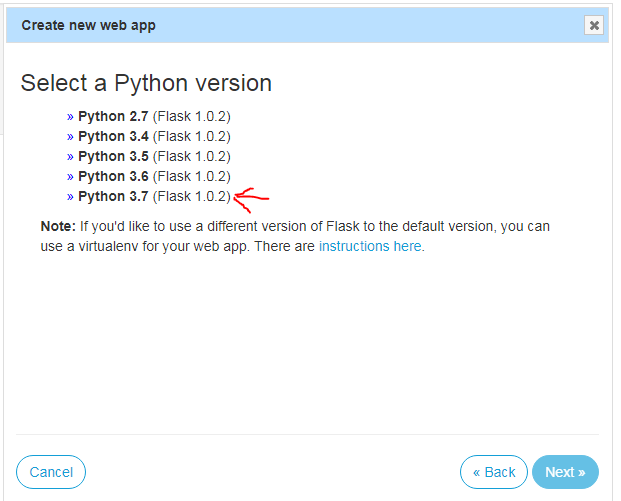 Create new web app
Select a Python version
» Python 2.7 (Flask 1.0.2)
» Python 3.4 (Flask 1.0.2)
» Python 3.5 (Flask 1.0.2)
» Python 3.6 (Flask 1.0.2)
» Python 3.7 (Flask 1.0.2)
Note: If you'd like to use a different version of Flask to the default version, you can
use a virtualenv for your web app. There are instructions here.
Cancel
« Back
Next »